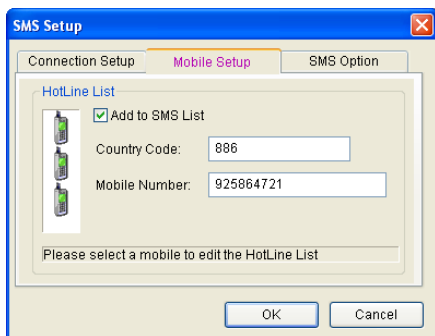 SMS Setup
Connection Setup
Mobile Setup
SMS Option
HotLine List
Add to SMS List
Country Code: 886
Mobile Number: 925864721
Please select a mobile to edit the HotLine List
OK
Cancel